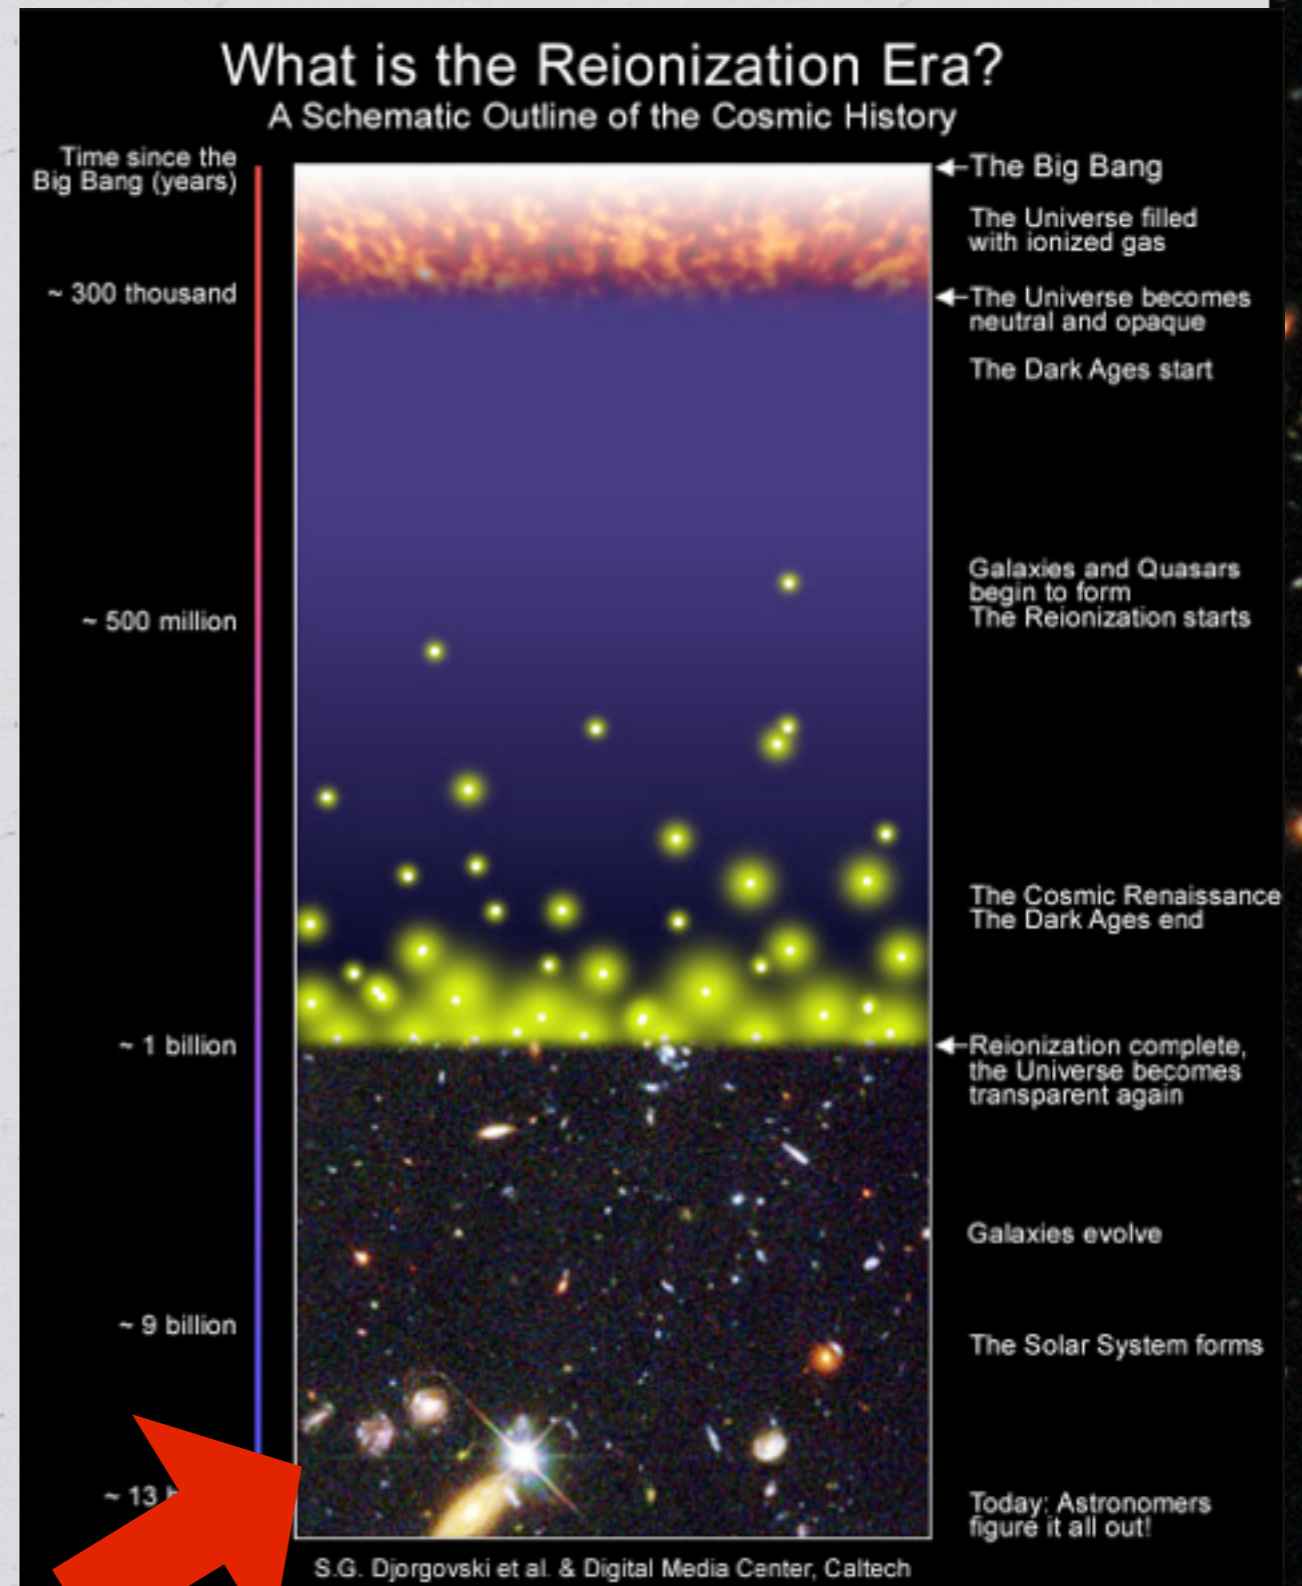 What is the Reionization Era?
A Schematic Outline of the Cosmic History
Time since the
Big Bang (years)
The Big Bang
The Universe filled
with ionized gas
~ 300 thousand
The Universe becomes
neutral and opaque
The Dark Ages start
Galaxies and Quasars
begin to form
~ 500 million
The Reionization starts
The Cosmic Renaissance
The Dark Ages end
~ 1 billion
Reionization complete,
the Universe becomes
transparent again
Galaxies evolve
~ 9 billion
The Solar System forms
~ 13
Today: Astronomers
figure it all out!
S.G. Djorgovski et al. & Digital Media Center, Caltech